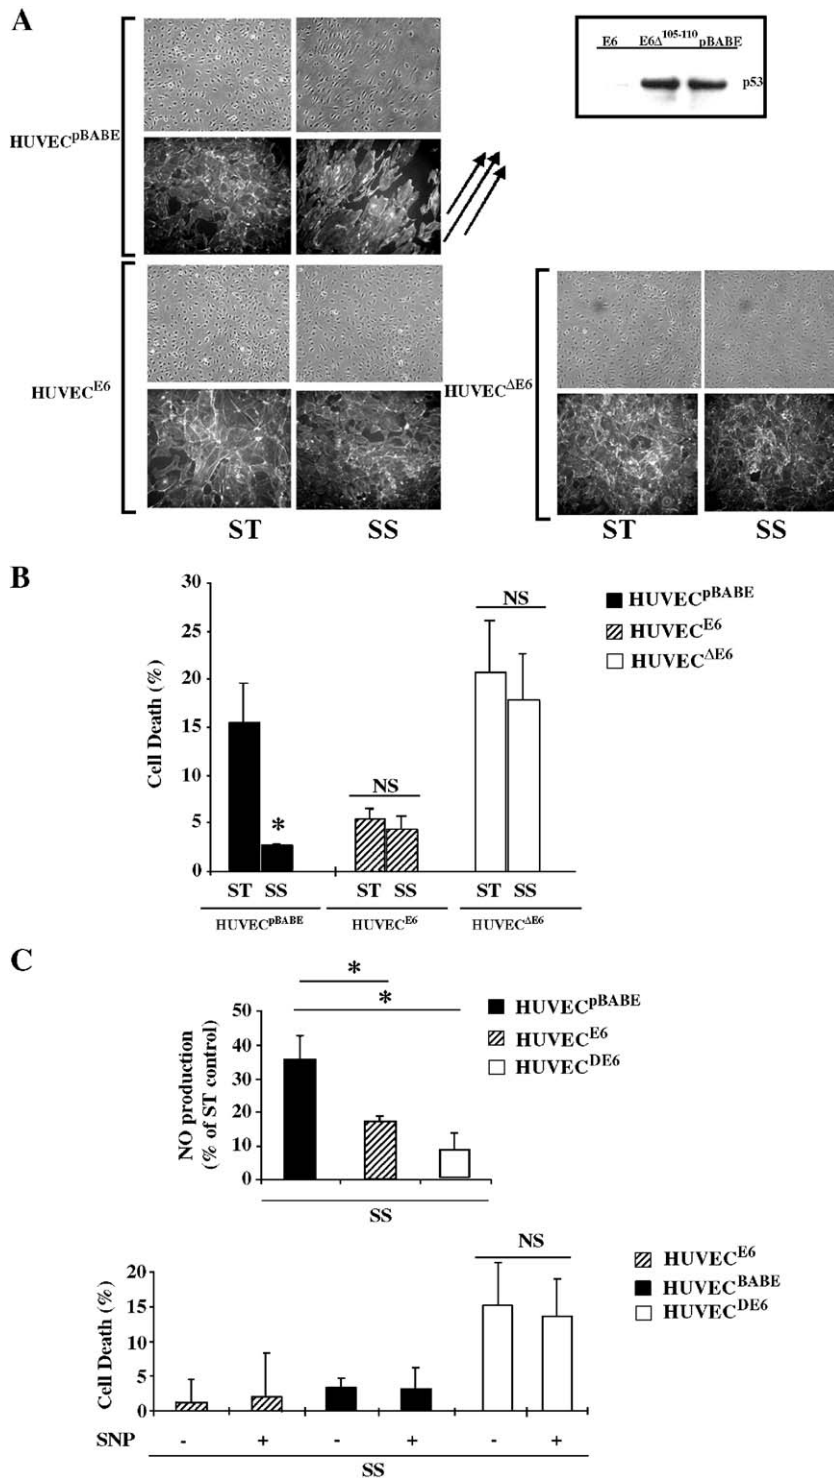 A
E6 E6Δ105-110 pBABE
p53
HUVECpBABE
HUVECE6
HUVECΔE6
ST SS
ST SS
B
30
25
20
15
10
5
0
Cell Death (%)
NS
*
NS
HUVECpBABE
HUVECE6
HUVECΔE6
ST SS ST SS ST SS
HUVECpBABE HUVECE6 HUVECΔE6
C
*
*
50
40
30
20
10
0
NO production
(% of ST control)
HUVECpBABE
HUVECE6
HUVECDE6
SS
NS
20
15
10
5
0
Cell Death (%)
HUVECE6
HUVECBABE
HUVECDE6
SNP - + - + - +
SS